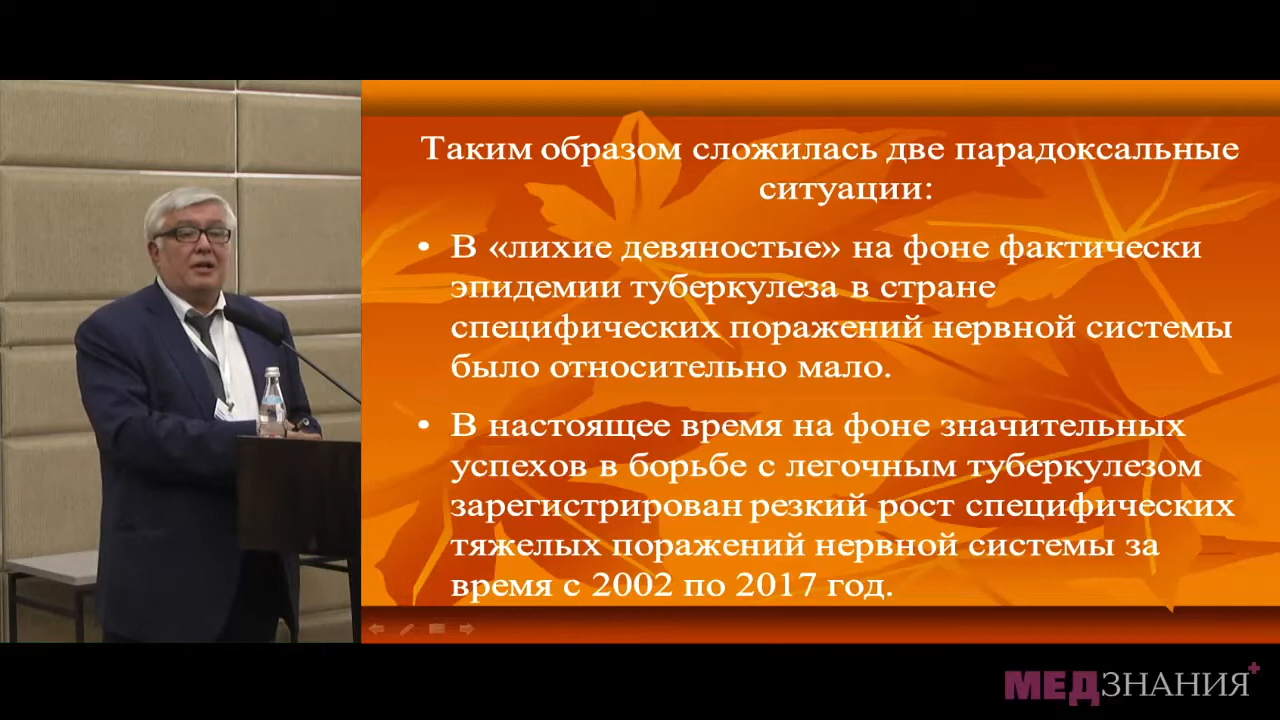 Таким образом сложилась две парадоксальные
ситуации:
• В «лихие девяностые» на фоне фактически
эпидемии туберкулеза в стране
специфических поражений нервной системы
было относительно мало.
• В настоящее время на фоне значительных
успехов в борьбе с легочным туберкулезом
зарегистрирован резкий рост специфических
тяжелых поражений нервной системы за
время с 2002 по 2017 год.
МЕДЗНАНИЯ+